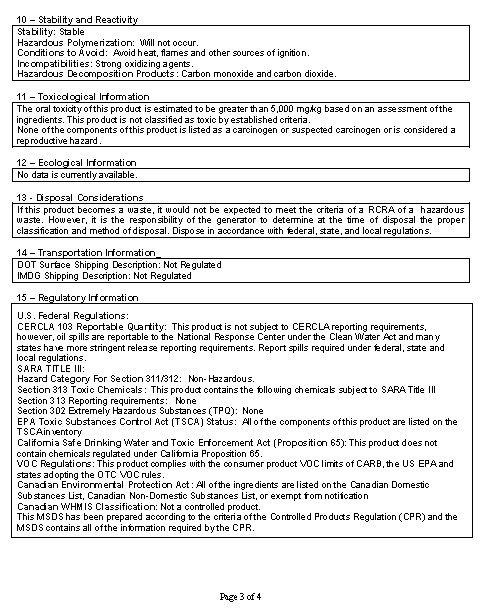 10 – Stability and Reactivity
Stability: Stable
Hazardous Polymerization: Will not occur.
Conditions to Avoid: Avoid heat, flames and other sources of ignition.
Incompatibilities: Strong oxidizing agents.
Hazardous Decomposition Products: Carbon monoxide and carbon dioxide.
11 – Toxicological Information
The oral toxicity of this product is estimated to be greater than 5,000 mg/kg based on an assessment of the
ingredients. This product is not classified as toxic by established criteria.
None of the components of this product is listed as a carcinogen or suspected carcinogen or is considered a
reproductive hazard.
12 – Ecological Information
No data is currently available.
13 - Disposal Considerations
If this product becomes a waste, it would not be expected to meet the criteria of a RCRA of a hazardous
waste. However, it is the responsibility of the generator to determine at the time of disposal the proper
classification and method of disposal. Dispose in accordance with federal, state, and local regulations.
14 – Transportation Information_
DOT Surface Shipping Description: Not Regulated
IMDG Shipping Description: Not Regulated
15 – Regulatory Information
U.S. Federal Regulations:
CERCLA 103 Reportable Quantity: This product is not subject to CERCLA reporting requirements,
however, oil spills are reportable to the National Response Center under the Clean Water Act and many
states have more stringent release reporting requirements. Report spills required under federal, state and
local regulations.
SARA TITLE III:
Hazard Category For Section 311/312: Non-Hazardous.
Section 313 Toxic Chemicals: This product contains the following chemicals subject to SARA Title III
Section 313 Reporting requirements: None
Section 302 Extremely Hazardous Substances (TPQ): None
EPA Toxic Substances Control Act (TSCA) Status: All of the components of this product are listed on the
TSCA inventory
California Safe Drinking Water and Toxic Enforcement Act (Proposition 65): This product does not
contain chemicals regulated under California Proposition 65.
VOC Regulations: This product complies with the consumer product VOC limits of CARB, the US EPA and
states adopting the OTC VOC rules.
Canadian Environmental Protection Act: All of the ingredients are listed on the Canadian Domestic
Substances List, Canadian Non-Domestic Substances List, or exempt from notification
Canadian WHMIS Classification: Not a controlled product.
This MSDS has been prepared according to the criteria of the Controlled Products Regulation (CPR) and the
MSDS contains all of the information required by the CPR.
Page 3 of 4